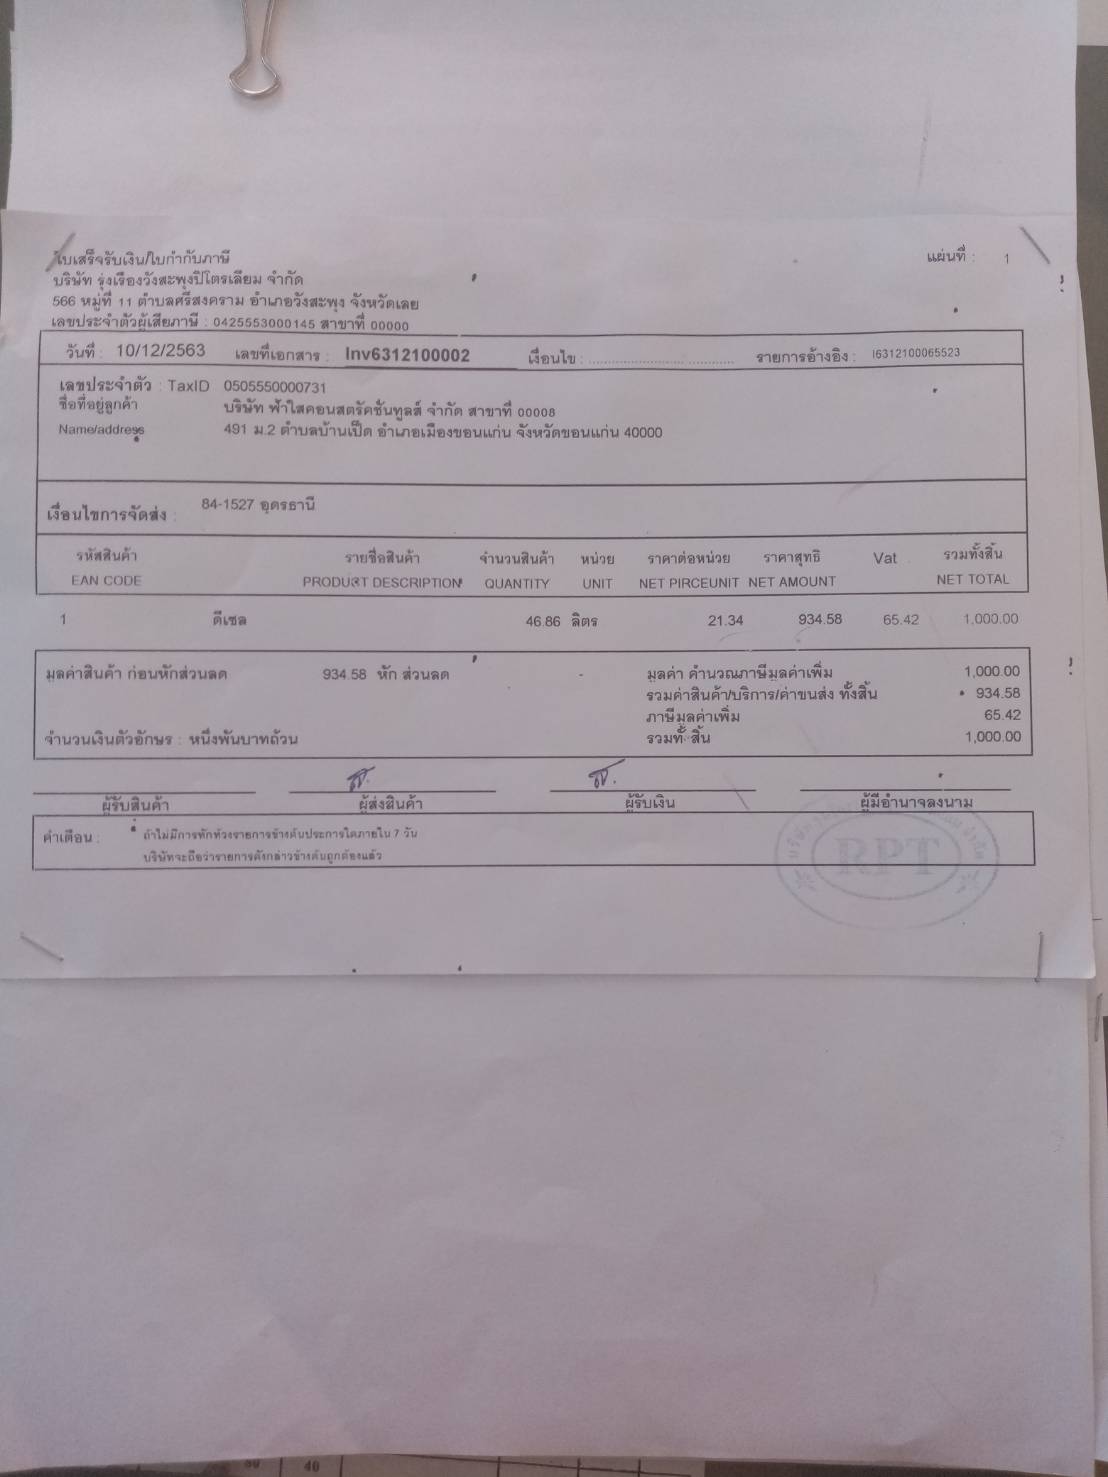 ใบเสร็จรับเงิน/ใบกำกับภาษี
แผ่นที่ : 1
บริษัท รุ่งเรืองวังสะพุงปิโตรเลียม จำกัด
566 หมู่ที่ 11 ตำบลศรีสงคราม อำเภอวังสะพุง จังหวัดเลย
เลขประจำตัวผู้เสียภาษี : 0425553000145 สาขาที่ 00000
วันที่ : 10/12/2563 เลขที่เอกสาร : Inv6312100002 เงื่อนไข : รายการอ้างอิง : I6312100065523
เลขประจำตัว : TaxID 0505550000731
ชื่อที่อยู่ลูกค้า บริษัท ฟ้าใสคอนสตรัคชั่นทูลส์ จำกัด สาขาที่ 00008
Name/address 491 ม.2 ตำบลบ้านเป็ด อำเภอเมืองขอนแก่น จังหวัดขอนแก่น 40000
เงื่อนไขการจัดส่ง : 84-1527 อุดรธานี
รหัสสินค้า รายชื่อสินค้า จำนวนสินค้า หน่วย ราคาต่อหน่วย ราคาสุทธิ Vat รวมทั้งสิ้น
EAN CODE PRODUCT DESCRIPTION QUANTITY UNIT NET PIRCEUNIT NET AMOUNT NET TOTAL
1 ดีเซล 46.86 ลิตร 21.34 934.58 65.42 1,000.00
มูลค่าสินค้า ก่อนหักส่วนลด 934.58 หัก ส่วนลด - มูลค่า คำนวณภาษีมูลค่าเพิ่ม 1,000.00
รวมค่าสินค้า/บริการ/ค่าขนส่ง ทั้งสิ้น 934.58
ภาษีมูลค่าเพิ่ม 65.42
จำนวนเงินตัวอักษร : หนึ่งพันบาทถ้วน รวมทั้งสิ้น 1,000.00
ผู้รับสินค้า ผู้ส่งสินค้า ผู้รับเงิน ผู้มีอำนาจลงนาม
คำเตือน : ถ้าไม่มีการทักท้วงรายการข้างต้นประการใดภายใน 7 วัน
บริษัทจะถือว่ารายการดังกล่าวข้างต้นถูกต้องแล้ว
RPT
40